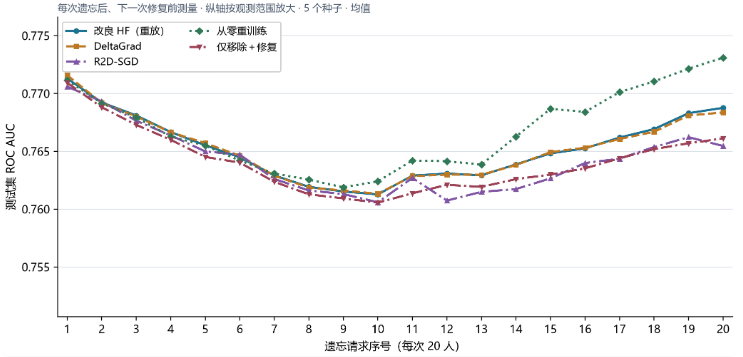 每次遗忘后、下一次修复前测量 · 纵轴按观测范围放大 · 5 个种子 · 均值
改良 HF（重放）
DeltaGrad
R2D-SGD
从零重训练
仅移除＋修复
测试集 ROC AUC
0.775
0.770
0.765
0.760
0.755
1 2 3 4 5 6 7 8 9 10 11 12 13 14 15 16 17 18 19 20
遗忘请求序号（每次 20 人）